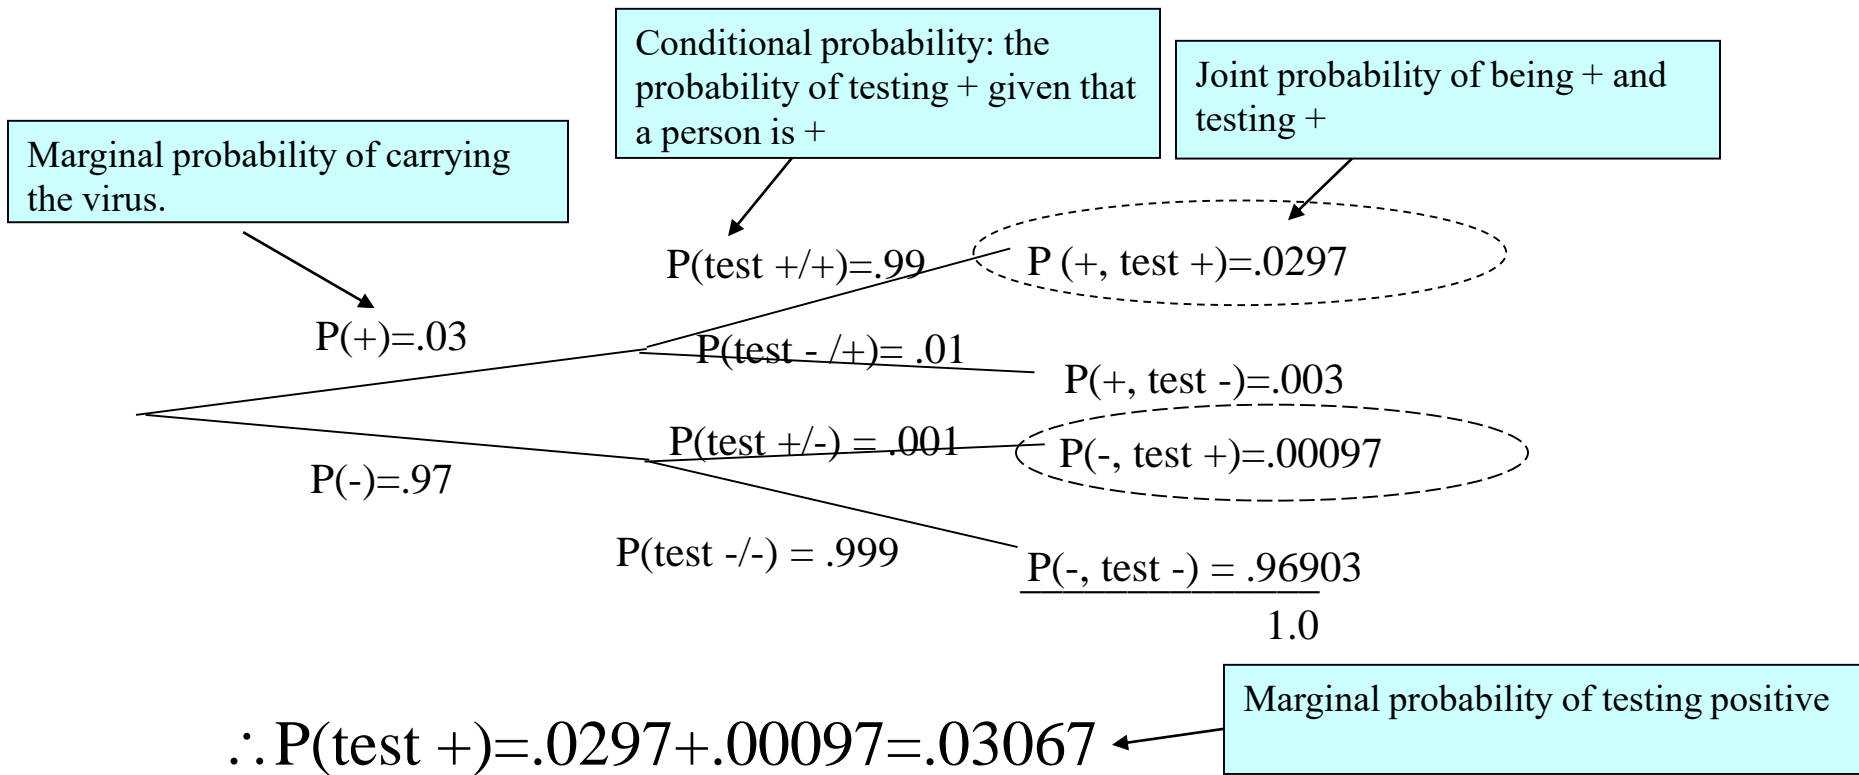 Conditional probability: the
probability of testing + given that
a person is +
Joint probability of being + and
testing +
Marginal probability of carrying
the virus.
P(test +/+)=.99
P (+, test +)=.0297
P(+)=.03
P(test - /+)= .01
P(+, test -)=.003
P(test +/-) = .001
P(-, test +)=.00097
P(-)=.97
P(test -/-) = .999
P(-, test -) = .96903
______________
1.0
Marginal probability of testing positive
∴P(test +)=.0297+.00097=.03067